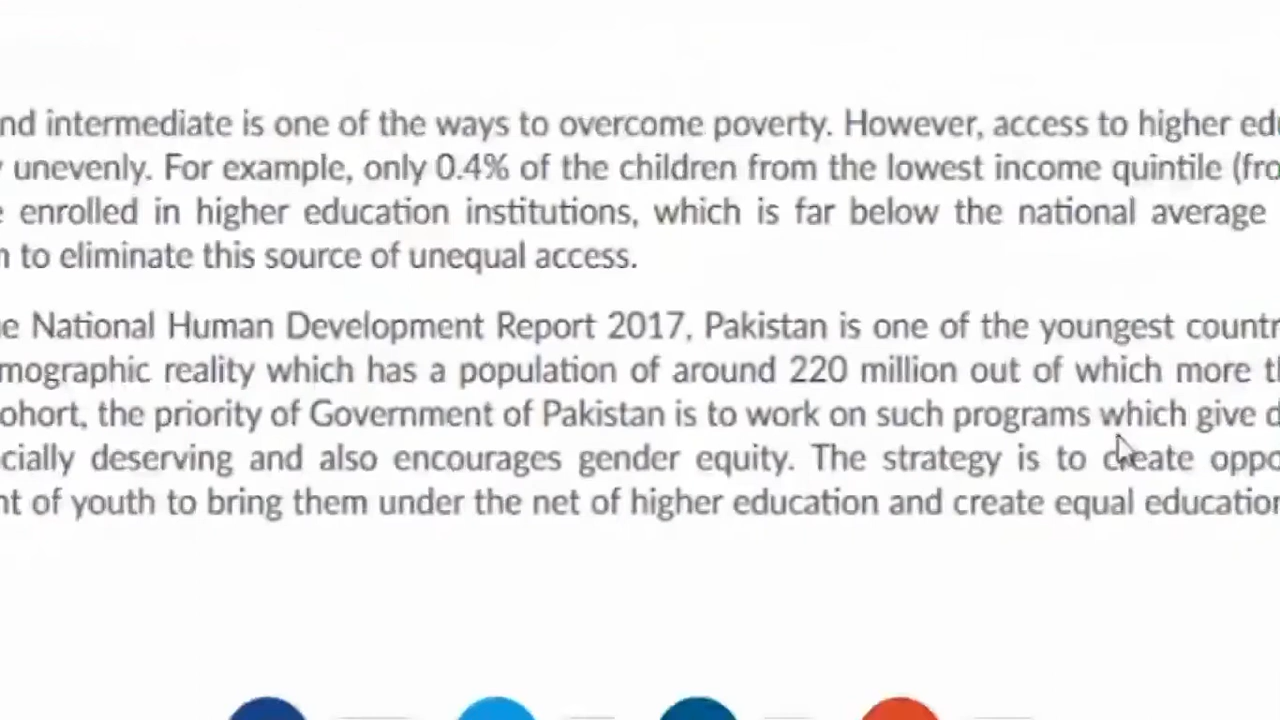 nd intermediate is one of the ways to overcome poverty. However, access to higher edu
unevenly. For example, only 0.4% of the children from the lowest income quintile (fro
enrolled in higher education institutions, which is far below the national average
n to eliminate this source of unequal access.
e National Human Development Report 2017, Pakistan is one of the youngest countr
mographic reality which has a population of around 220 million out of which more th
ohort, the priority of Government of Pakistan is to work on such programs which give d
cially deserving and also encourages gender equity. The strategy is to create oppo
nt of youth to bring them under the net of higher education and create equal education